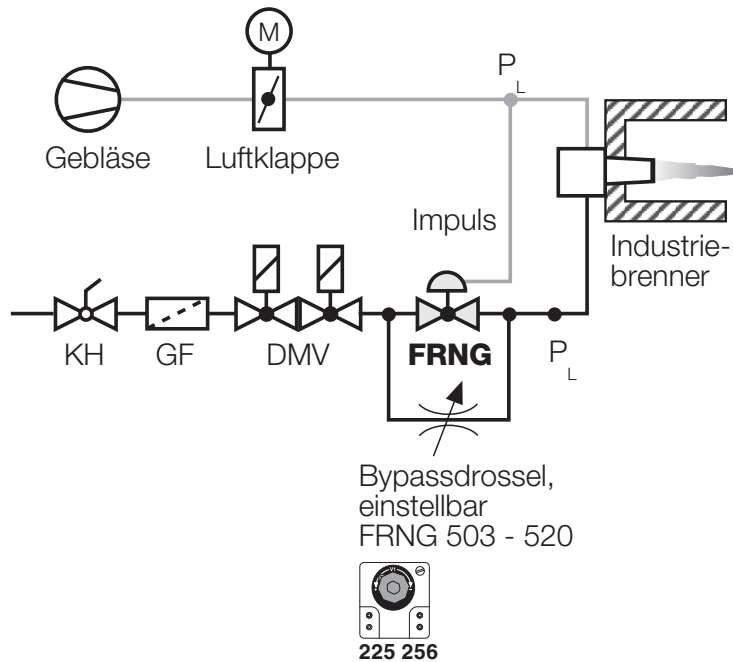 M
P
L
Gebläse
Luftklappe
Impuls
Industrie-
brenner
KH
GF
DMV
FRNG
P
L
Bypassdrossel,
einstellbar
FRNG 503 - 520
225 256